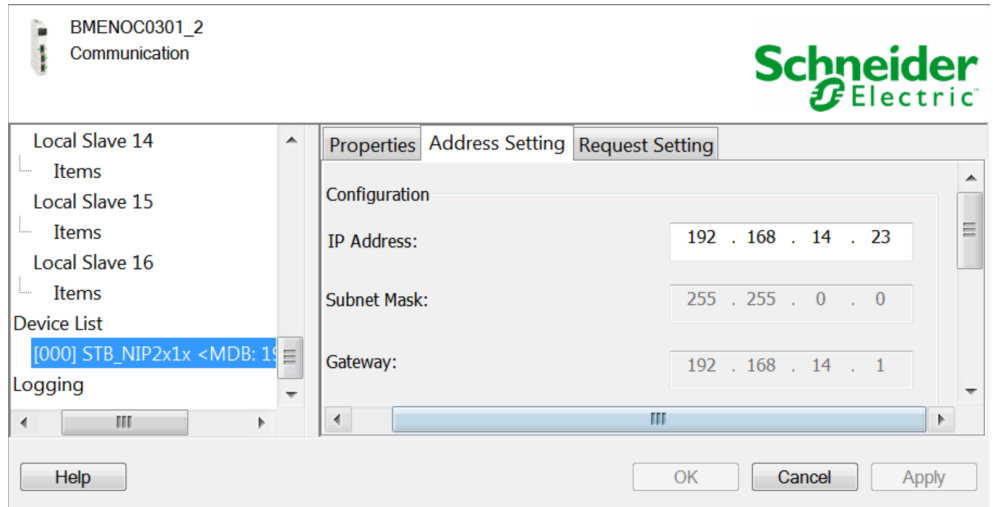 BMENOC0301_2
Communication
Schneider
Electric
Local Slave 14
Items
Local Slave 15
Items
Local Slave 16
Items
Device List
[000] STB_NIP2x1x <MDB: 19
Logging
Properties Address Setting Request Setting
Configuration
IP Address: 192 . 168 . 14 . 23
Subnet Mask: 255 . 255 . 0 . 0
Gateway: 192 . 168 . 14 . 1
Help OK Cancel Apply